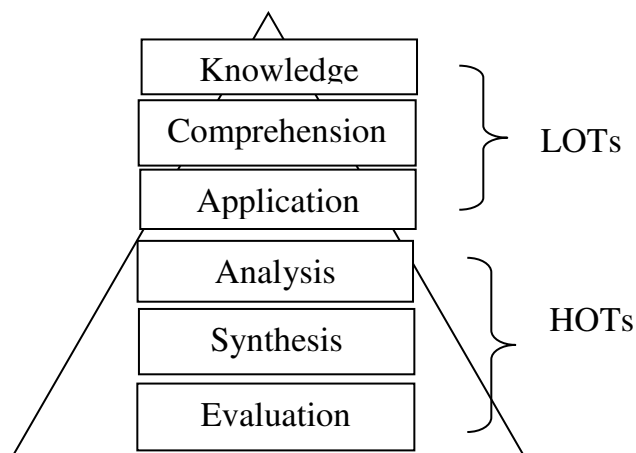 Knowledge
Comprehension
LOTs
Application
Analysis
HOTs
Synthesis
Evaluation